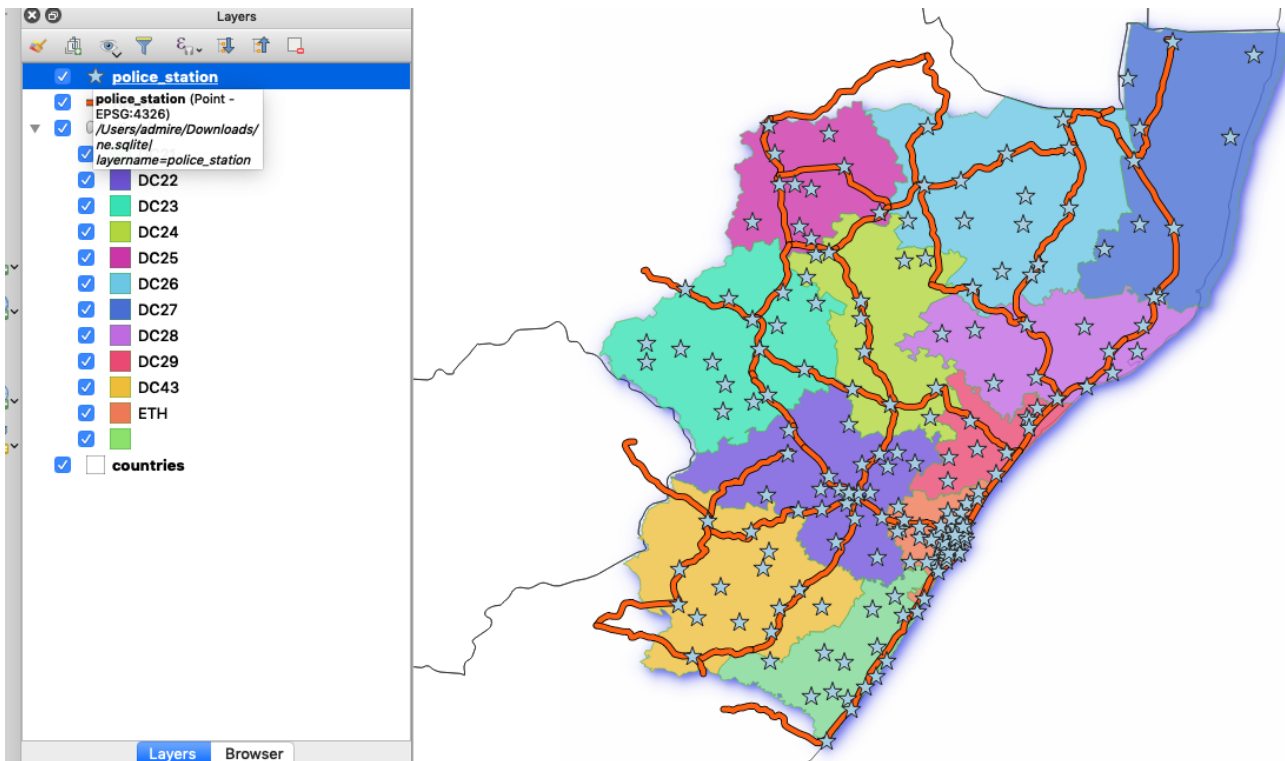 Layers
police_station
police_station (Point -
EPSG:4326)
/Users/admire/Downloads/
ne.sqlite|
layername=police_station
DC22
DC23
DC24
DC25
DC26
DC27
DC28
DC29
DC43
ETH
countries
Layers Browser